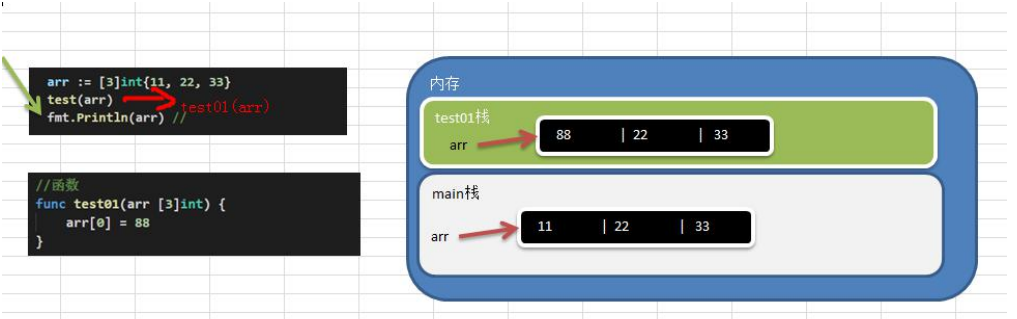 arr := [3]int{11, 22, 33}
test(arr) test01(arr)
fmt.Println(arr) //
//函数
func test01(arr [3]int) {
arr[0] = 88
}
内存
test01栈
arr 88 | 22 | 33
main栈
arr 11 | 22 | 33